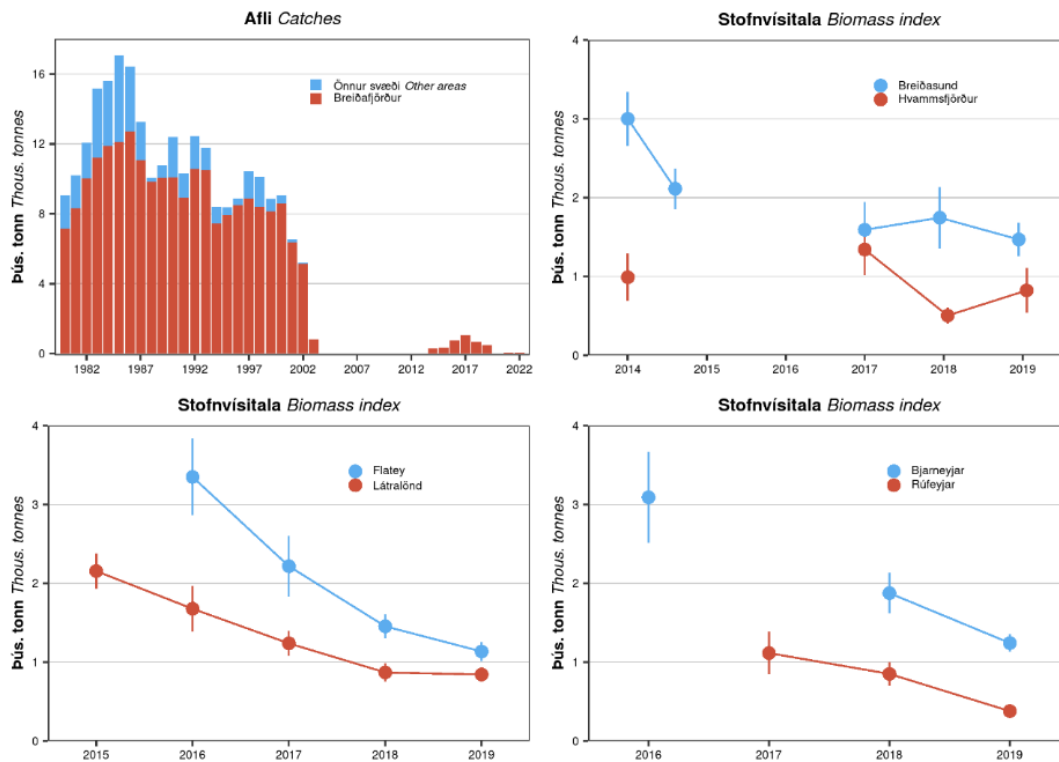 Afli Catches
Þús. tonn Thous. tonnes
16
12
8
4
0
Önnur svæði Other areas
Breiðafjörður
1982 1987 1992 1997 2002 2007 2012 2017 2022
Stofnvísitala Biomass index
Þús. tonn Thous. tonnes
4
3
2
1
0
Breiðasund
Hvammsfjörður
2014 2015 2016 2017 2018 2019
Stofnvísitala Biomass index
Þús. tonn Thous. tonnes
4
3
2
1
0
Flatey
Látralönd
2015 2016 2017 2018 2019
Stofnvísitala Biomass index
Þús. tonn Thous. tonnes
4
3
2
1
0
Bjarneyjar
Rúfeyjar
2016 2017 2018 2019